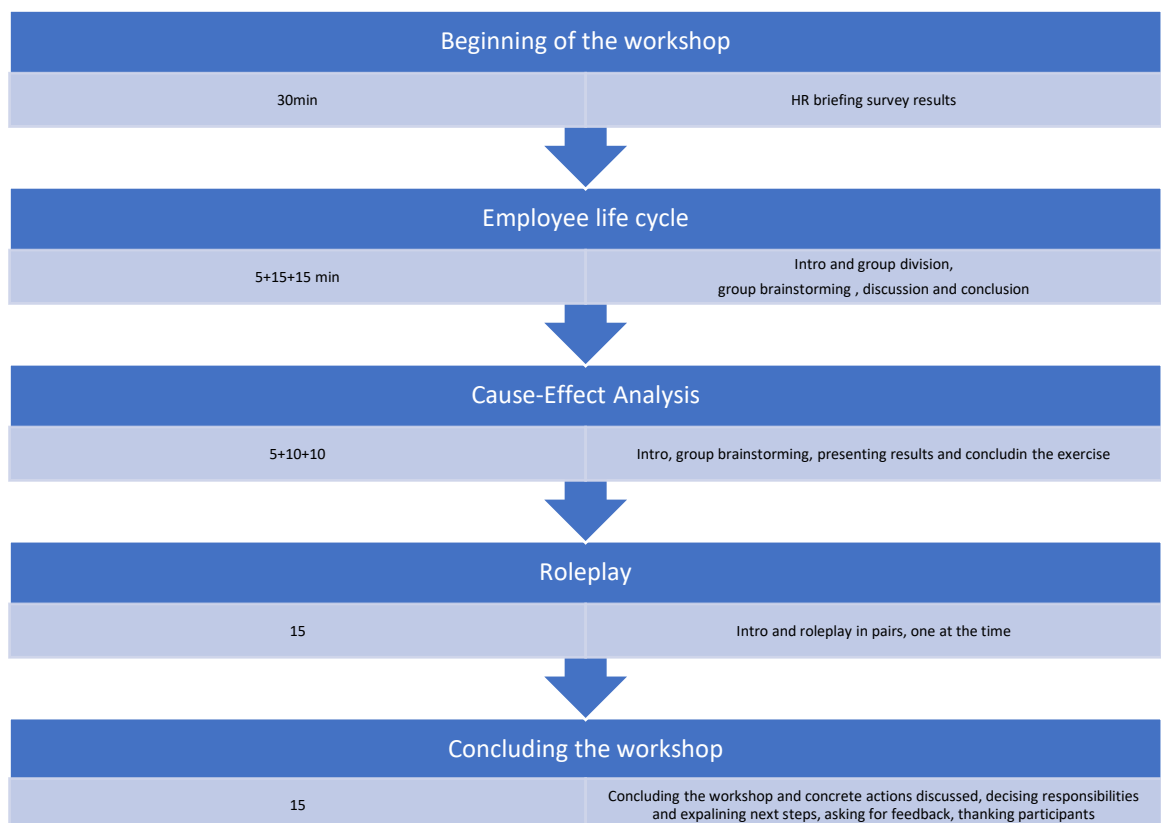 Beginning of the workshop
30min
HR briefing survey results
Employee life cycle
5+15+15 min
Intro and group division,
group brainstorming , discussion and conclusion
Cause-Effect Analysis
5+10+10
Intro, group brainstorming, presenting results and concludin the exercise
Roleplay
15
Intro and roleplay in pairs, one at the time
Concluding the workshop
15
Concluding the workshop and concrete actions discussed, decising responsibilities
and expalining next steps, asking for feedback, thanking participants